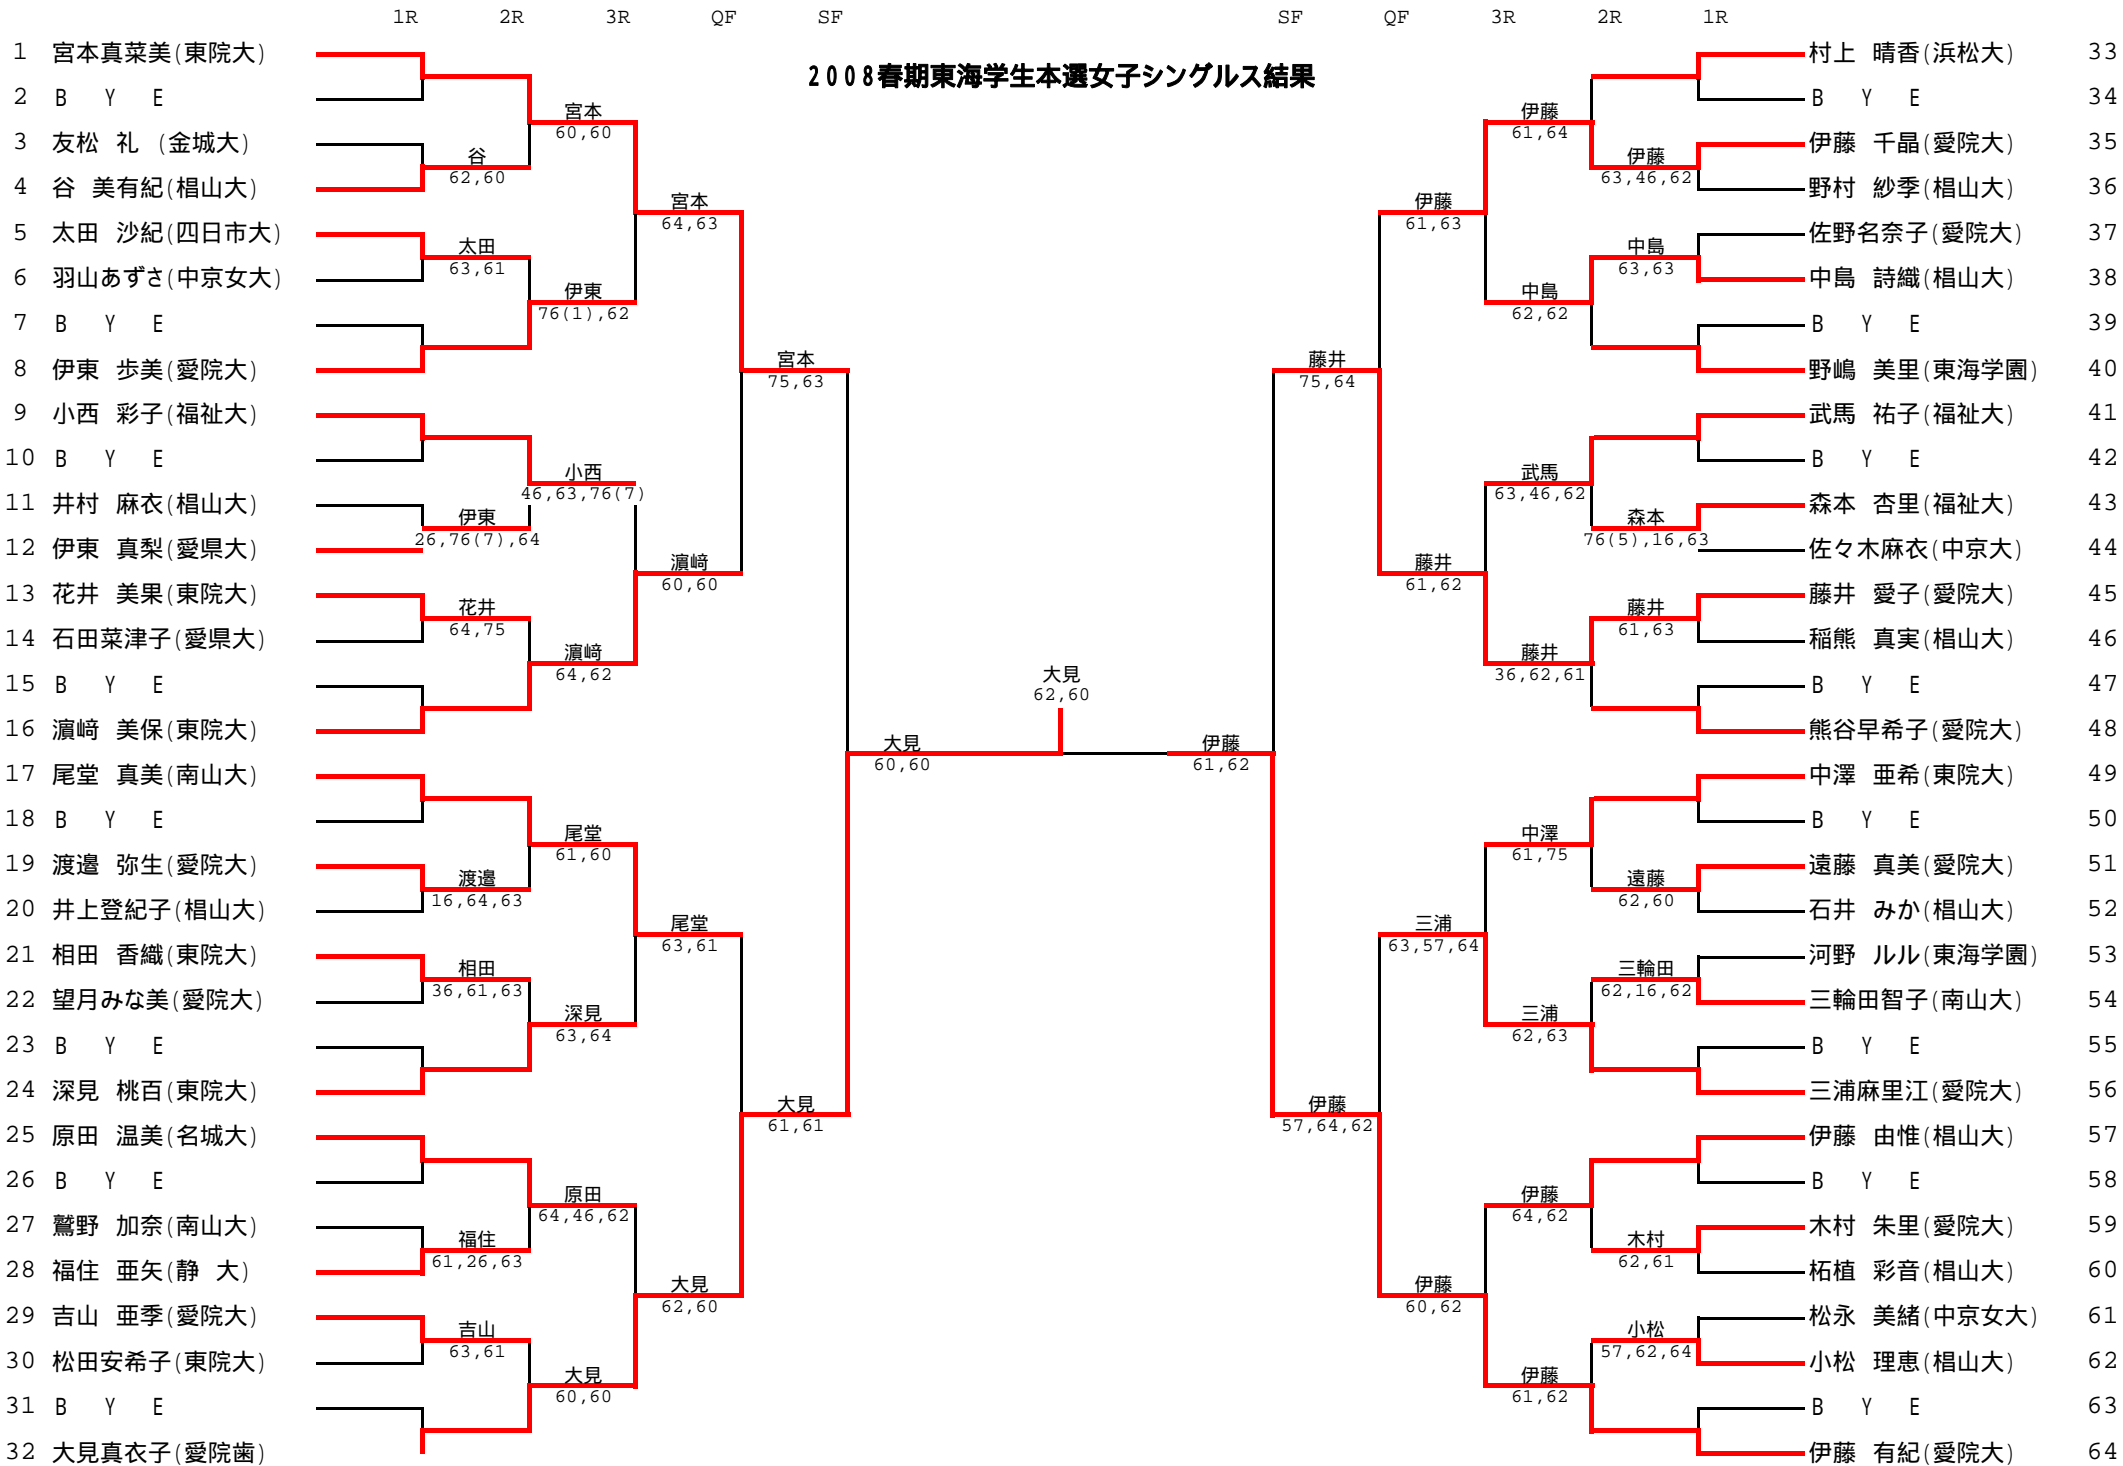 1R 2R 3R QF SF SF QF 3R 2R 1R
2008春期東海学生本選女子シングルス結果
1 宮本真菜美(東院大)
2 B Y E
3 友松 礼 (金城大)
4 谷 美有紀(椙山大)
5 太田 沙紀(四日市大)
6 羽山あずさ(中京女大)
7 B Y E
8 伊東 歩美(愛院大)
9 小西 彩子(福祉大)
10 B Y E
11 井村 麻衣(椙山大)
12 伊東 真梨(愛県大)
13 花井 美果(東院大)
14 石田菜津子(愛県大)
15 B Y E
16 濵﨑 美保(東院大)
17 尾堂 真美(南山大)
18 B Y E
19 渡邉 弥生(愛院大)
20 井上登紀子(椙山大)
21 相田 香織(東院大)
22 望月みな美(愛院大)
23 B Y E
24 深見 桃百(東院大)
25 原田 温美(名城大)
26 B Y E
27 鷲野 加奈(南山大)
28 福住 亜矢(静 大)
29 吉山 亜季(愛院大)
30 松田安希子(東院大)
31 B Y E
32 大見真衣子(愛院歯)
谷
62,60
太田
63,61
伊東
26,76(7),64
花井
64,75
渡邉
16,64,63
相田
36,61,63
福住
61,26,63
吉山
63,61
宮本
60,60
伊東
76(1),62
小西
46,63,76(7)
濵﨑
64,62
尾堂
61,60
深見
63,64
原田
64,46,62
大見
60,60
宮本
64,63
濵﨑
60,60
尾堂
63,61
大見
62,60
宮本
75,63
大見
61,61
大見
60,60
大見
62,60
伊藤
61,62
藤井
75,64
伊藤
57,64,62
伊藤
61,63
藤井
61,62
三浦
63,57,64
伊藤
60,62
伊藤
61,64
中島
62,62
武馬
63,46,62
藤井
36,62,61
中澤
61,75
三浦
62,63
伊藤
64,62
伊藤
61,62
伊藤
63,46,62
中島
63,63
森本
76(5),16,63
藤井
61,63
遠藤
62,60
三輪田
62,16,62
木村
62,61
小松
57,62,64
村上 晴香(浜松大) 33
B Y E 34
伊藤 千晶(愛院大) 35
野村 紗季(椙山大) 36
佐野名奈子(愛院大) 37
中島 詩織(椙山大) 38
B Y E 39
野嶋 美里(東海学園) 40
武馬 祐子(福祉大) 41
B Y E 42
森本 杏里(福祉大) 43
佐々木麻衣(中京大) 44
藤井 愛子(愛院大) 45
稲熊 真実(椙山大) 46
B Y E 47
熊谷早希子(愛院大) 48
中澤 亜希(東院大) 49
B Y E 50
遠藤 真美(愛院大) 51
石井 みか(椙山大) 52
河野 ルル(東海学園) 53
三輪田智子(南山大) 54
B Y E 55
三浦麻里江(愛院大) 56
伊藤 由惟(椙山大) 57
B Y E 58
木村 朱里(愛院大) 59
柘植 彩音(椙山大) 60
松永 美緒(中京女大) 61
小松 理恵(椙山大) 62
B Y E 63
伊藤 有紀(愛院大) 64